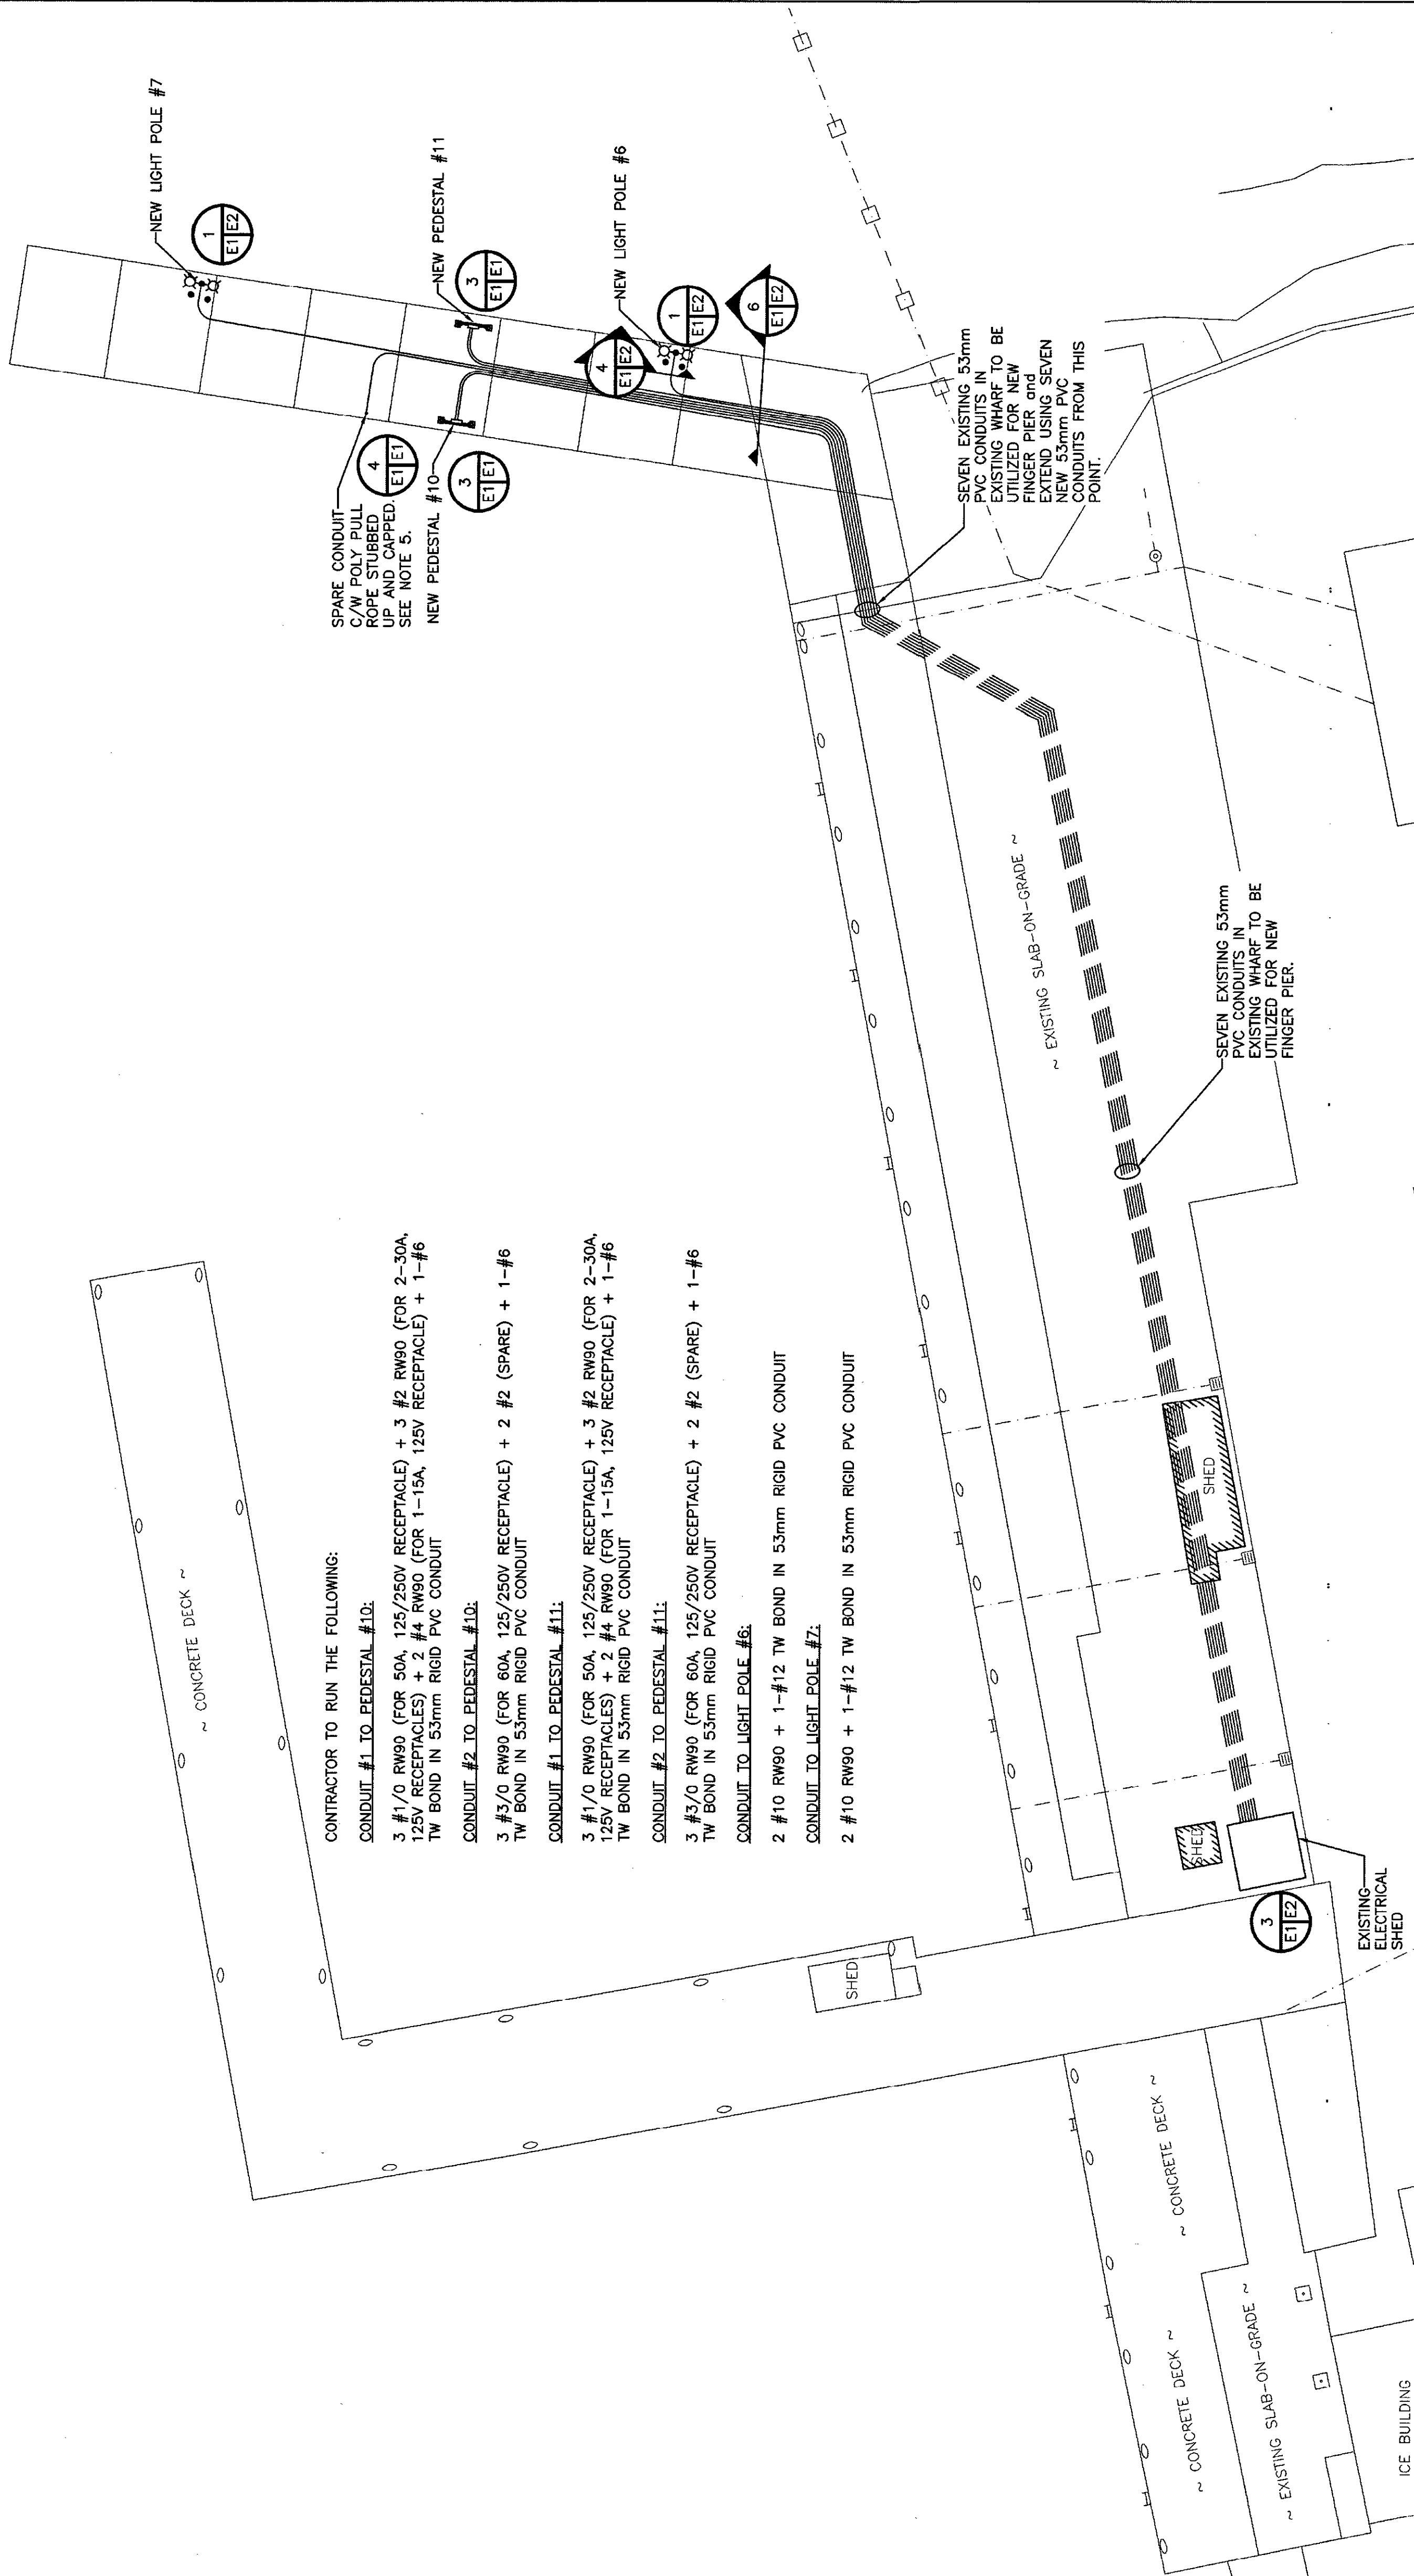 NEW LIGHT POLE #7
1
E1 E2
NEW PEDESTAL #11
3
E1 E1
NEW LIGHT POLE #6
1
E1 E2
4
E1 E2
6
E1 E2
SPARE CONDUIT
C/W POLY PULL
ROPE STUBBED
UP AND CAPPED.
SEE NOTE 5.
4
E1 E1
NEW PEDESTAL #10
3
E1 E1
SEVEN EXISTING 53mm
PVC CONDUITS IN
EXISTING WHARF TO BE
UTILIZED FOR NEW
FINGER PIER and
EXTEND USING SEVEN
NEW 53mm PVC
CONDUITS FROM THIS
POINT.
~ EXISTING SLAB-ON-GRADE ~
SEVEN EXISTING 53mm
PVC CONDUITS IN
EXISTING WHARF TO BE
UTILIZED FOR NEW
FINGER PIER.
~ CONCRETE DECK ~
CONTRACTOR TO RUN THE FOLLOWING:
CONDUIT #1 TO PEDESTAL #10:
3 #1/0 RW90 (FOR 50A, 125/250V RECEPTACLE) + 3 #2 RW90 (FOR 2-30A,
125V RECEPTACLES) + 2 #4 RW90 (FOR 1-15A, 125V RECEPTACLE) + 1-#6
TW BOND IN 53mm RIGID PVC CONDUIT
CONDUIT #2 TO PEDESTAL #10:
3 #3/0 RW90 (FOR 60A, 125/250V RECEPTACLE) + 2 #2 (SPARE) + 1-#6
TW BOND IN 53mm RIGID PVC CONDUIT
CONDUIT #1 TO PEDESTAL #11:
3 #1/0 RW90 (FOR 50A, 125/250V RECEPTACLE) + 3 #2 RW90 (FOR 2-30A,
125V RECEPTACLES) + 2 #4 RW90 (FOR 1-15A, 125V RECEPTACLE) + 1-#6
TW BOND IN 53mm RIGID PVC CONDUIT
CONDUIT #2 TO PEDESTAL #11:
3 #3/0 RW90 (FOR 60A, 125/250V RECEPTACLE) + 2 #2 (SPARE) + 1-#6
TW BOND IN 53mm RIGID PVC CONDUIT
CONDUIT TO LIGHT POLE #6:
2 #10 RW90 + 1-#12 TW BOND IN 53mm RIGID PVC CONDUIT
CONDUIT TO LIGHT POLE #7:
2 #10 RW90 + 1-#12 TW BOND IN 53mm RIGID PVC CONDUIT
SHED
SHED
SHED
3
E1 E2
EXISTING
ELECTRICAL
SHED
~ CONCRETE DECK ~
~ CONCRETE DECK ~
~ EXISTING SLAB-ON-GRADE ~
ICE BUILDING